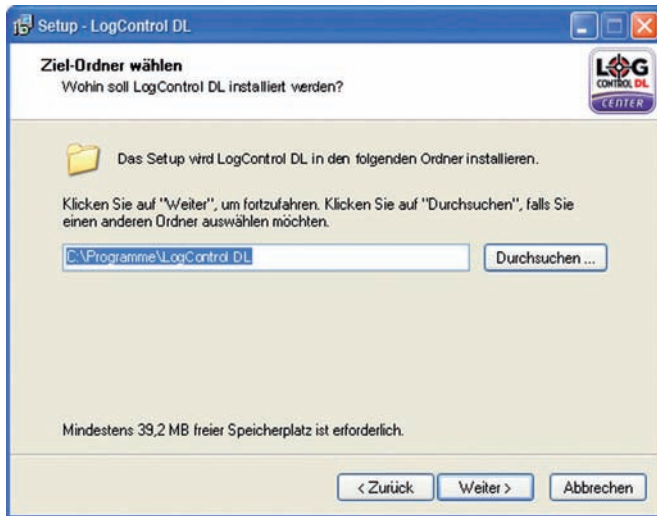 Setup - LogControl DL
Ziel-Ordner wählen
Wohin soll LogControl DL installiert werden?
LOG
CONTROL DL
CENTER
Das Setup wird LogControl DL in den folgenden Ordner installieren.
Klicken Sie auf "Weiter", um fortzufahren. Klicken Sie auf "Durchsuchen", falls Sie
einen anderen Ordner auswählen möchten.
C:\Programme\LogControl DL
Durchsuchen ...
Mindestens 39,2 MB freier Speicherplatz ist erforderlich.
< Zurück
Weiter >
Abbrechen